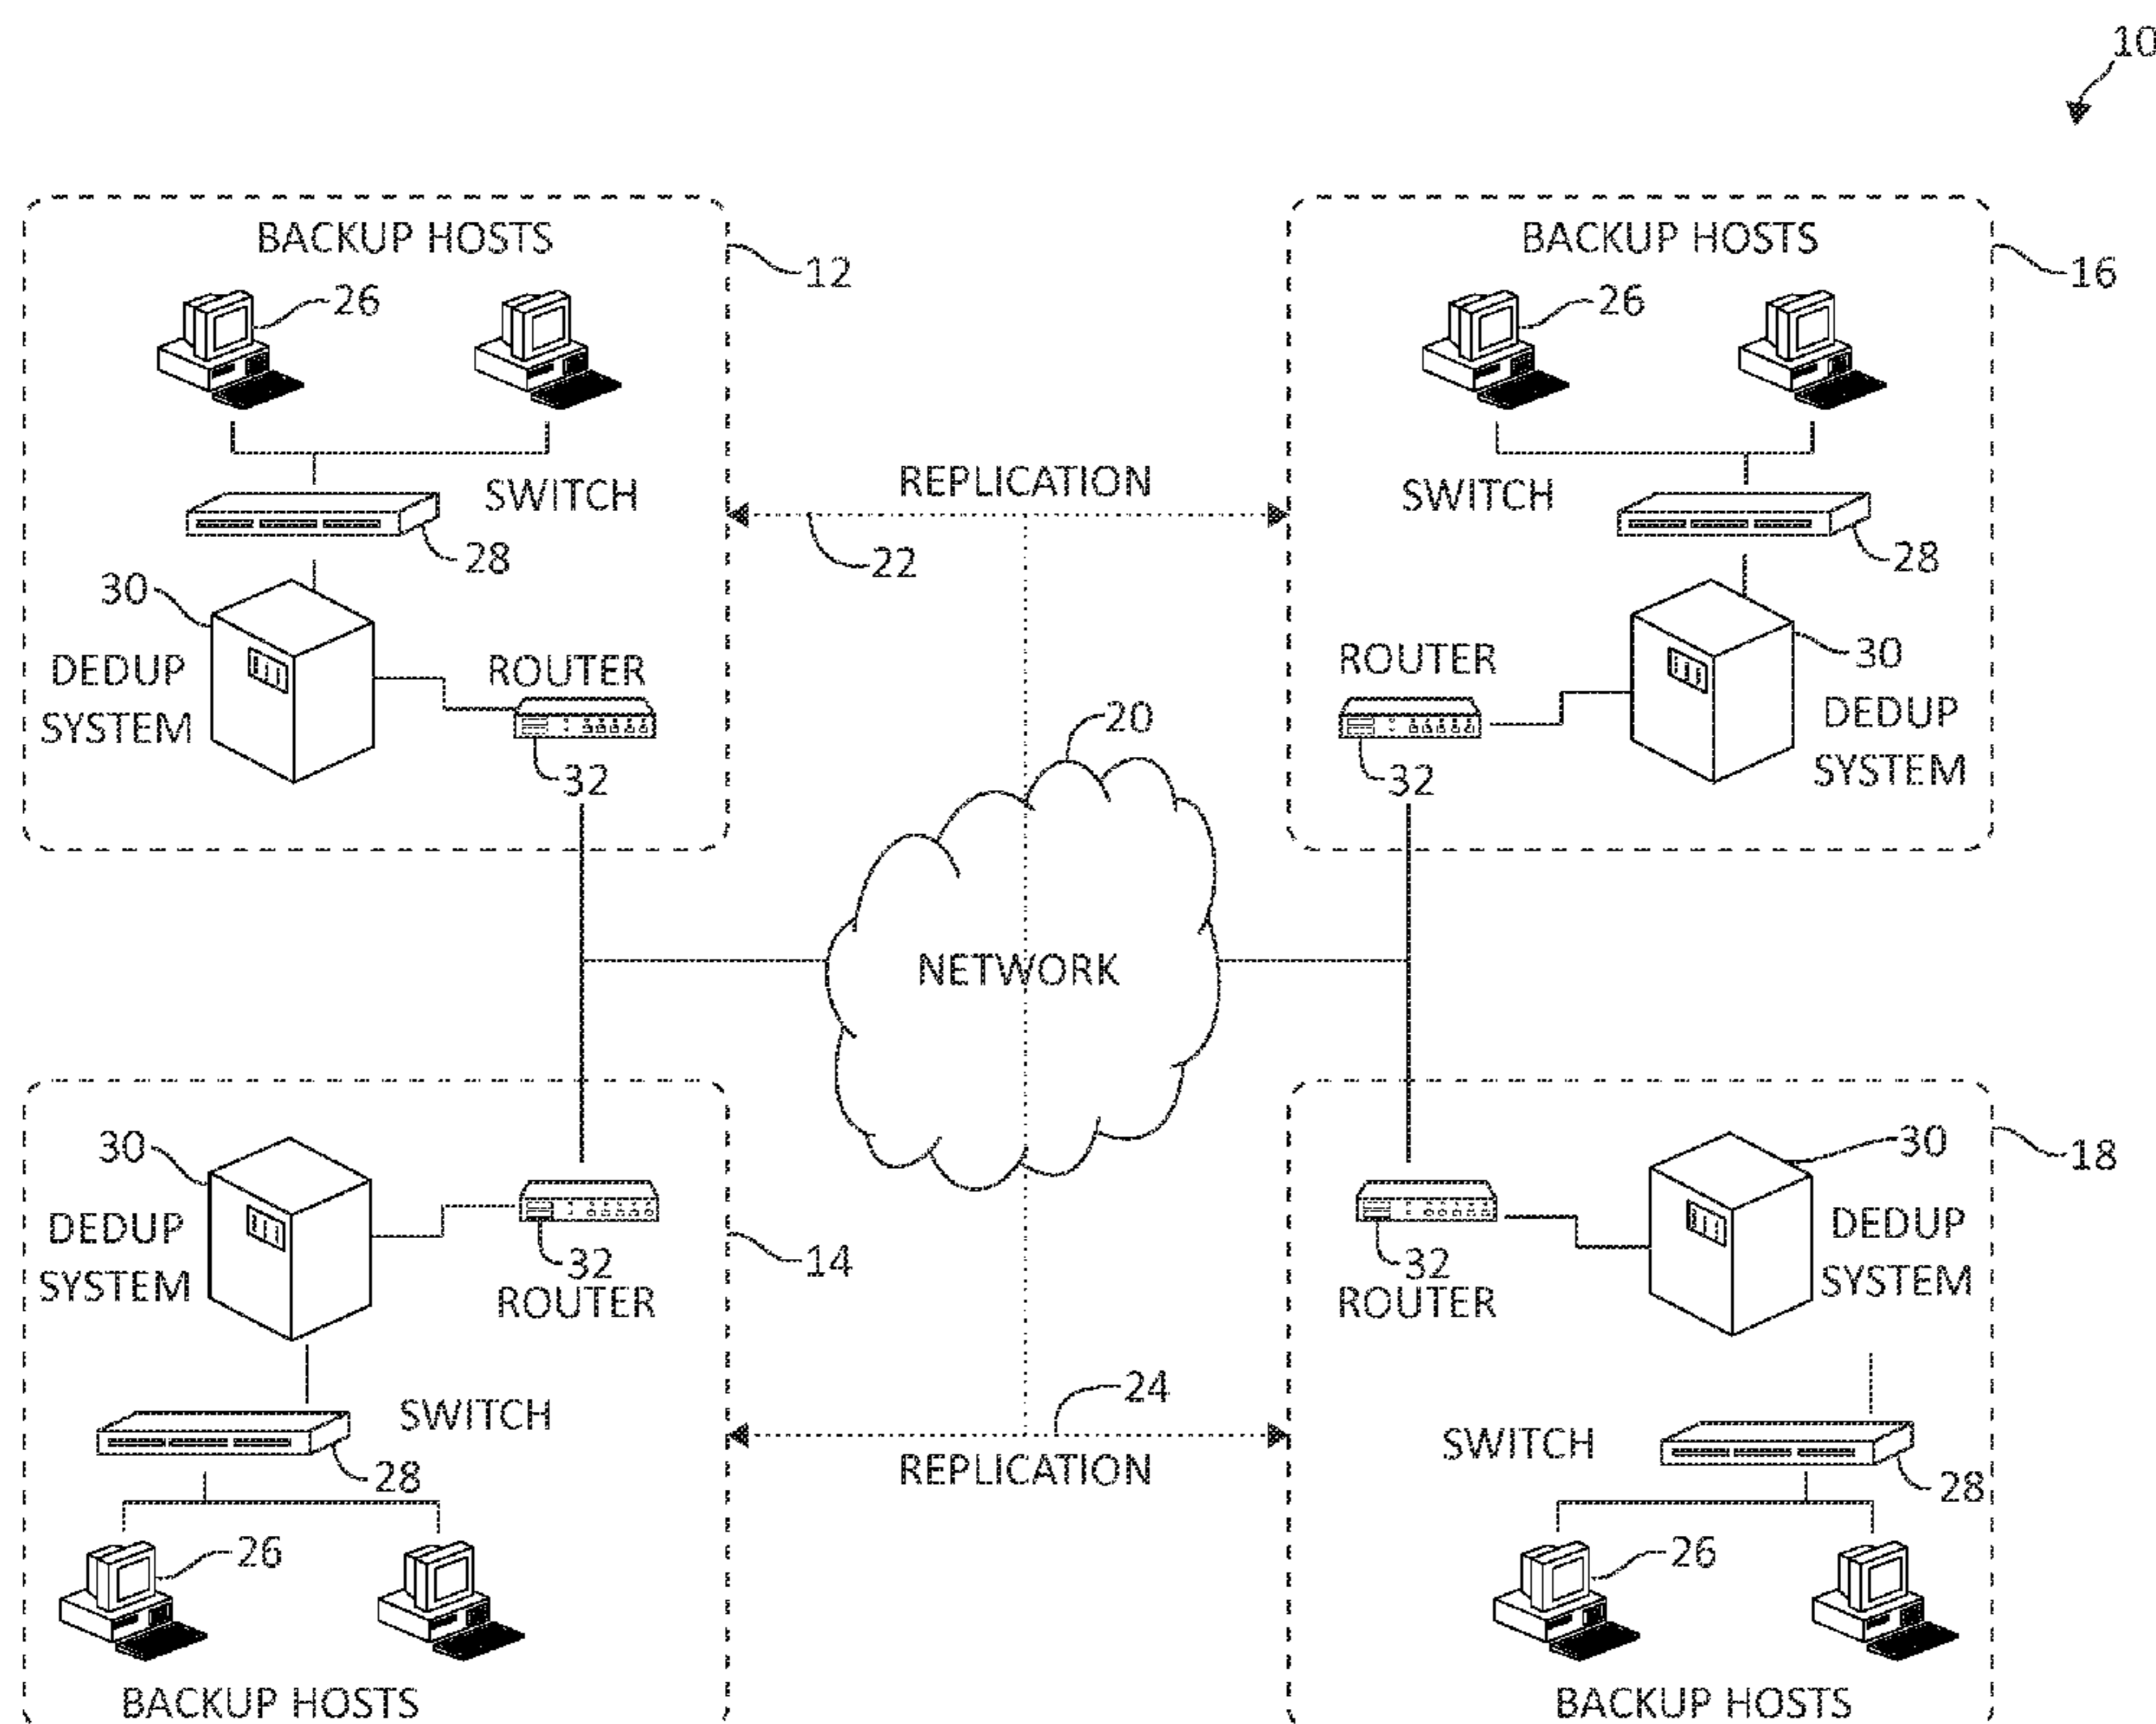 10
BACKUP HOSTS
12
26
SWITCH
28
30
DEDUP
SYSTEM
ROUTER
32
BACKUP HOSTS
16
26
SWITCH
28
ROUTER
32
30
DEDUP
SYSTEM
REPLICATION
22
20
NETWORK
30
DEDUP
SYSTEM
32
ROUTER
14
SWITCH
28
26
BACKUP HOSTS
24
REPLICATION
30
18
DEDUP
SYSTEM
32
ROUTER
SWITCH
28
26
BACKUP HOSTS